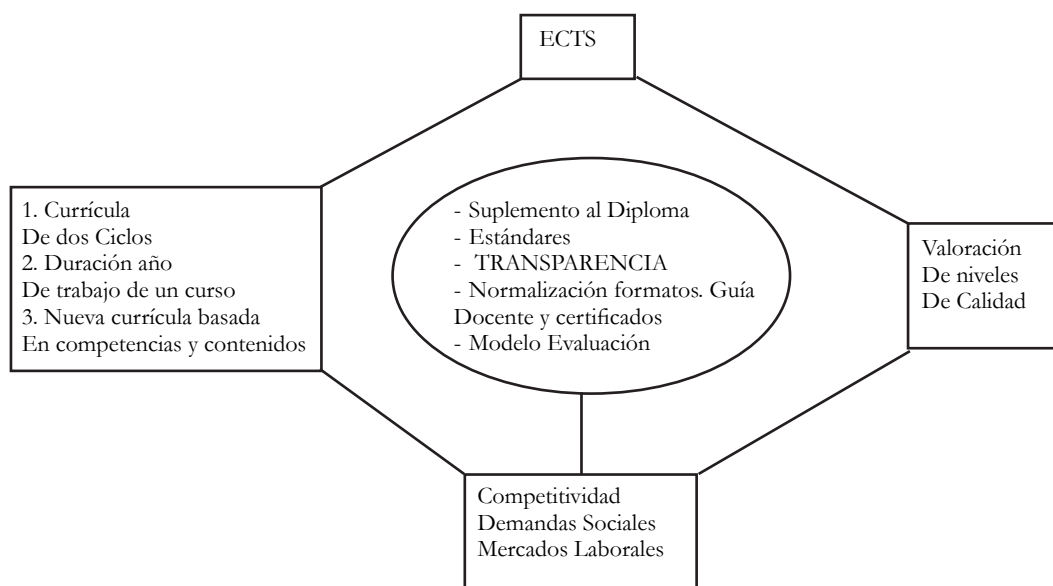 ECTS
1. Currícula
De dos Ciclos
2. Duración año
De trabajo de un curso
3. Nueva currícula basada
En competencias y contenidos
- Suplemento al Diploma
- Estándares
- TRANSPARENCIA
- Normalización formatos. Guía
Docente y certificados
- Modelo Evaluación
Valoración
De niveles
De Calidad
Competitividad
Demandas Sociales
Mercados Laborales